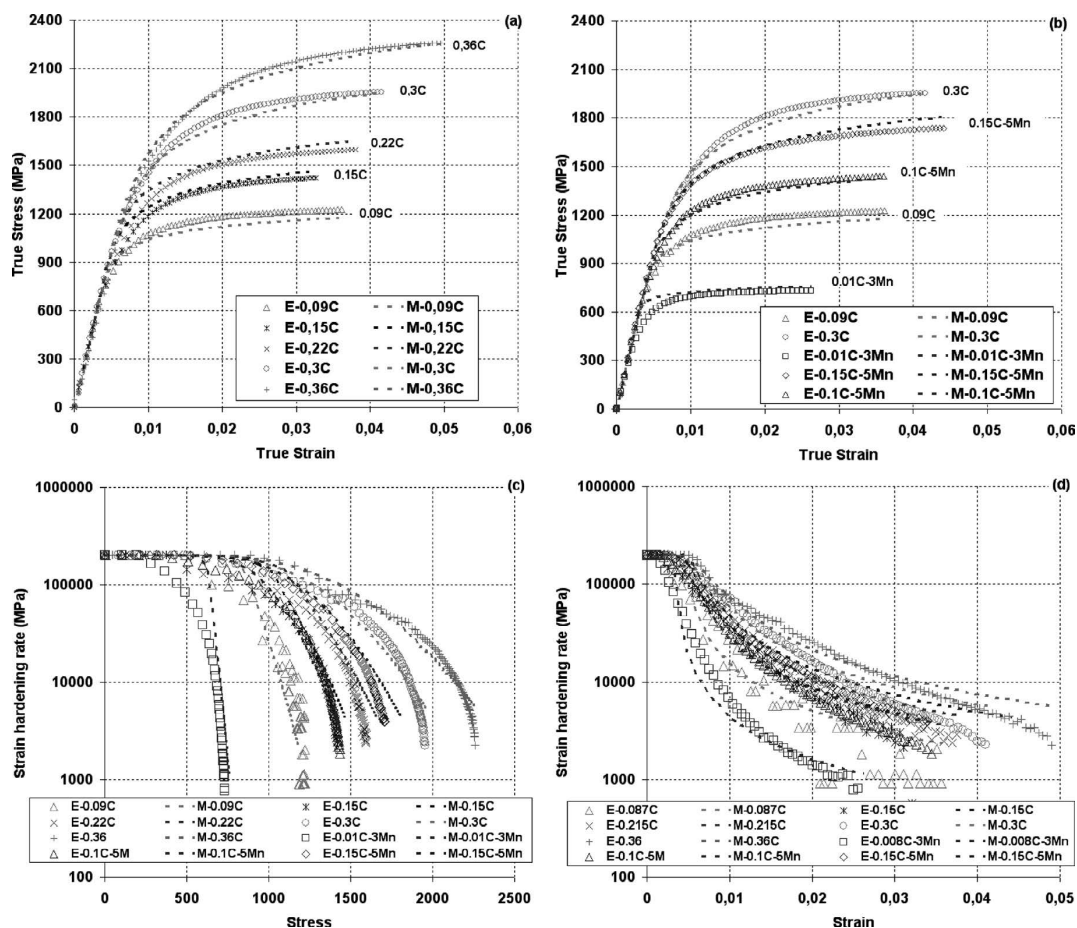 (a)
2400
2100
1800
1500
1200
900
600
300
0
True Stress (MPa)
0,36C
0,3C
0.22C
0.15C
0.09C
E-0,09C M-0,09C
E-0,15C M-0,15C
E-0,22C M-0,22C
E-0,3C M-0,3C
E-0,36C M-0,36C
0 0,01 0,02 0,03 0,04 0,05 0,06
True Strain
(b)
2400
2100
1800
1500
1200
900
600
300
0
True Stress (MPa)
0.3C
0.15C-5Mn
0.1C-5Mn
0.09C
0.01C-3Mn
E-0.09C M-0.09C
E-0.3C M-0.3C
E-0.01C-3Mn M-0.01C-3Mn
E-0.15C-5Mn M-0.15C-5Mn
E-0.1C-5Mn M-0.1C-5Mn
0 0,01 0,02 0,03 0,04 0,05 0,06
True Strain
(c)
1000000
100000
10000
1000
100
Strain hardening rate (MPa)
E-0.09C M-0.09C E-0.15C M-0.15C
E-0.22C M-0.22C E-0.3C M-0.3C
E-0.36 M-0.36C E-0.01C-3Mn M-0.01C-3Mn
E-0.1C-5M M-0.1C-5Mn E-0.15C-5Mn M-0.15C-5Mn
0 500 1000 1500 2000 2500
Stress
(d)
1000000
100000
10000
1000
100
Strain hardening rate (MPa)
E-0.087C M-0.087C E-0.15C M-0.15C
E-0.215C M-0.215C E-0.3C M-0.3C
E-0.36 M-0.36C E-0.008C-3Mn M-0.008C-3Mn
E-0.1C-5M M-0.1C-5Mn E-0.15C-5Mn M-0.15C-5Mn
0 0,01 0,02 0,03 0,04 0,05
Strain